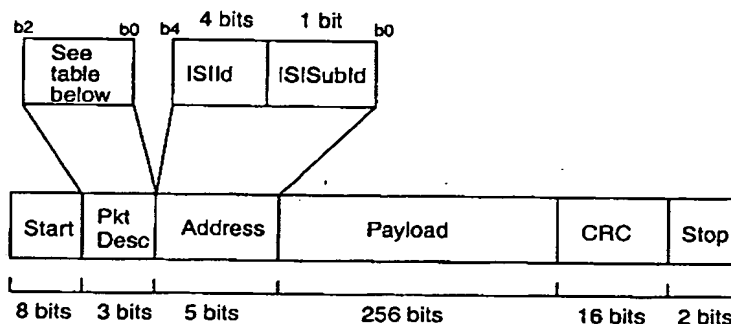 4 bits 1 bit
b2 b0 b4 b0
See
table
below
ISIId ISISubId
Start Pkt
Desc Address Payload CRC Stop
8 bits 3 bits 5 bits 256 bits 16 bits 2 bits